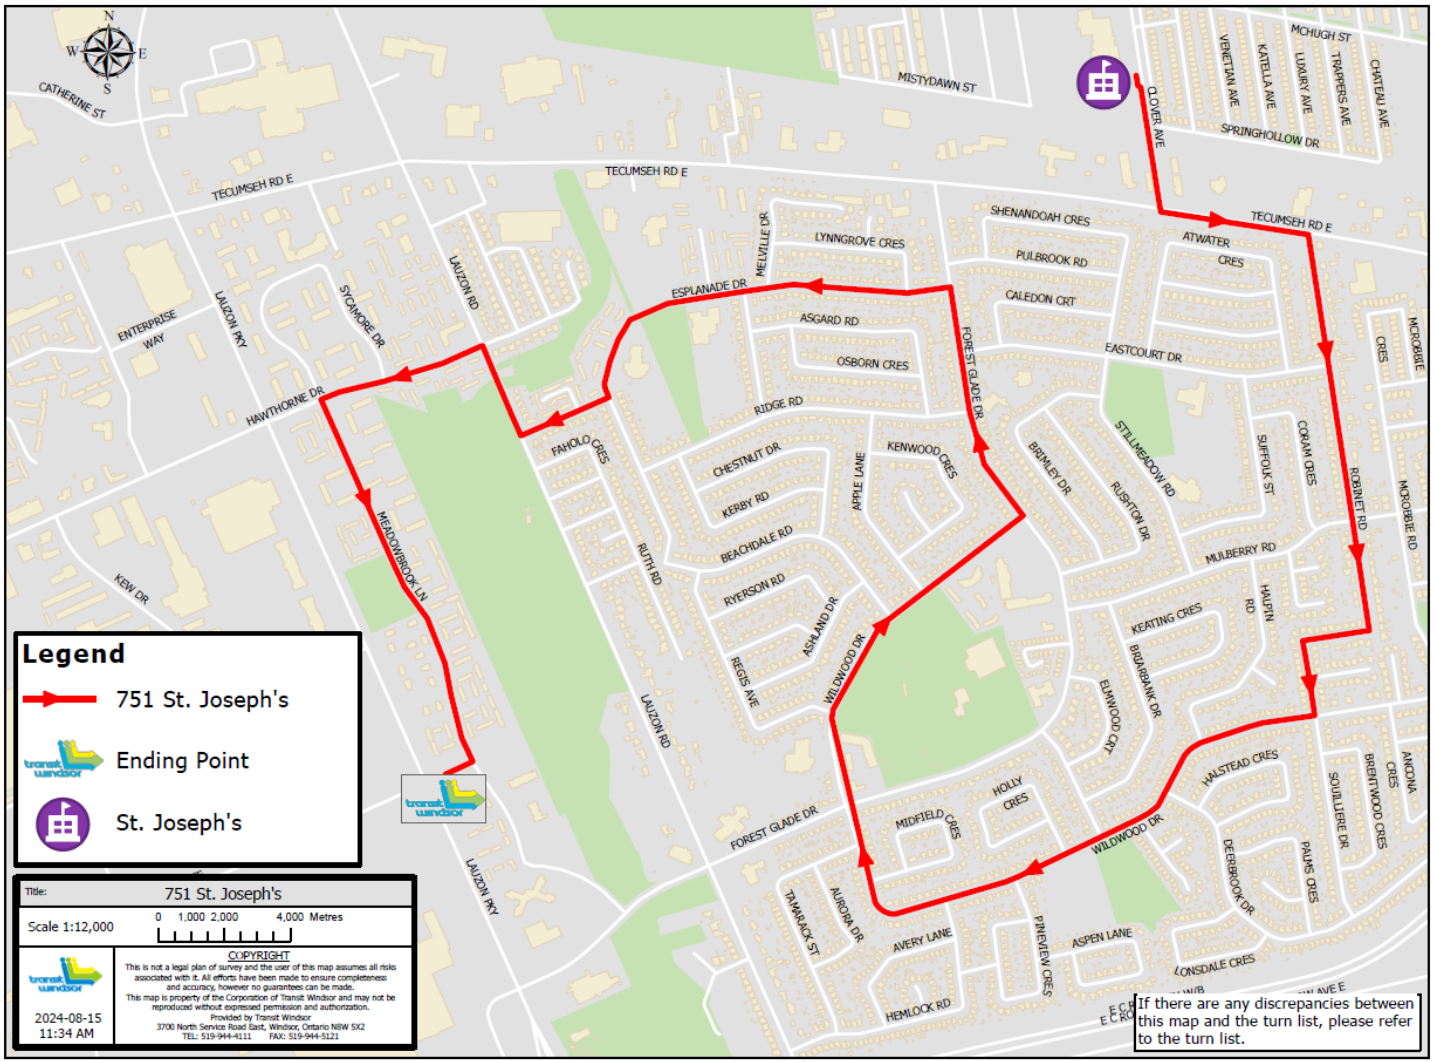 N
W
E
S
CATHERINE ST
MISTYDAWN ST
CLOVER AVE
VENETIAN AVE
KATELLA AVE
LUXURY AVE
TRAPPERS AVE
CHATEAU AVE
MCHUGH ST
SPRINGHOLLOW DR
TECUMSEH RD E
TECUMSEH RD E
TECUMSEH RD E
SHENANDOAH CRES
PULBROOK RD
CALEDON CRT
ATWATER
CRES
EASTCOURT DR
MELVILLE DR
LYNNGROVE CRES
ESPLANADE DR
ASGARD RD
OSBORN CRES
FOREST GLADE DR
RIDGE RD
LAUZON RD
LAUZON PKY
SYCAMORE DR
ENTERPRISE
WAY
HAWTHORNE DR
MCROBBIE
CRES
MCROBBIE RD
ROBINET RD
CORAM CRES
SUFFOLK ST
STILLMEADOW RD
BRIMLEY DR
RUSHTON DR
MULBERRY RD
KENWOOD CRES
APPLE LANE
CHESTNUT DR
KERBY RD
BEACHDALE RD
RYERSON RD
ASHLAND DR
REGIS AVE
FAHOLO CRES
RUTH RD
MEADOWBROOK LN
KEW DR
WILDWOOD DR
KEATING CRES
HALPIN
RD
BRIARBANK DR
ELMWOOD CRT
LAUZON RD
HALSTEAD CRES
SOUILLIERE DR
BRENTWOOD CRES
ANCONA
CRES
HOLLY
CRES
MIDFIELD CRES
FOREST GLADE DR
WILDWOOD DR
DEERBROOK DR
PALMS CRES
TAMARACK ST
AURORA DR
AVERY LANE
PINEVIEW CRES
ASPEN LANE
LONSDALE CRES
HEMLOCK RD
LAUZON PKY
transit
windsor
Legend
751 St. Joseph's
transit
windsor
Ending Point
St. Joseph's
Title:
751 St. Joseph's
Scale 1:12,000
0 1,000 2,000 4,000 Metres
transit
windsor
2024-08-15
11:34 AM
COPYRIGHT
This is not a legal plan of survey and the user of this map assumes all risks
associated with it. All efforts have been made to ensure completeness
and accuracy, however no guarantees can be made.
This map is property of the Corporation of Transit Windsor and may not be
reproduced without expressed permission and authorization.
Provided by Transit Windsor
3700 North Service Road East, Windsor, Ontario N8W 5X2
TEL: 519-944-4111 FAX: 519-944-5121
If there are any discrepancies between
this map and the turn list, please refer
to the turn list.